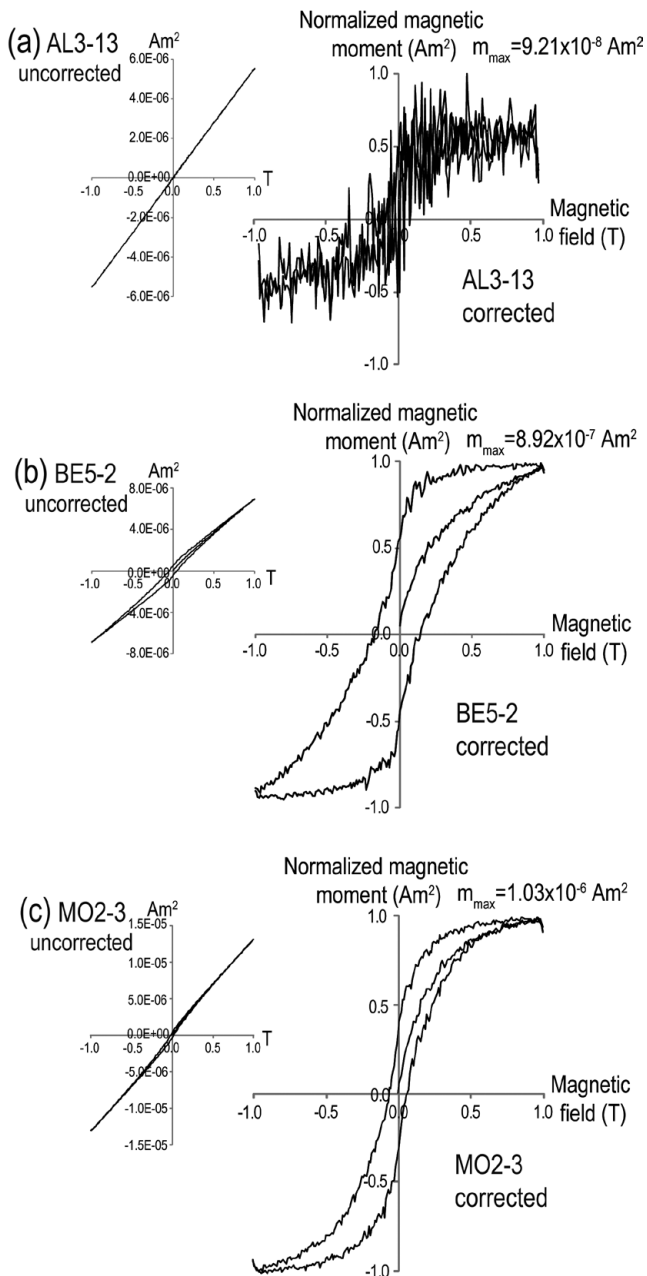 (a) AL3-13
uncorrected
Am²
6.0E-06
4.0E-06
2.0E-06
0.0E+00
-2.0E-06
-4.0E-06
-6.0E-06
-1.0 -0.5 0.0 0.5 1.0
T
Normalized magnetic
moment (Am²) m_max=9.21x10⁻⁸ Am²
1.0
0.5
0.0
-0.5
-1.0
-1.0 -0.5 0.0 0.5 1.0
Magnetic
field (T)
AL3-13
corrected
(b) BE5-2
uncorrected
Am²
8.0E-06
4.0E-06
0.0E+00
-4.0E-06
-8.0E-06
-1.0 -0.5 0.0 0.5 1.0
T
Normalized magnetic
moment (Am²) m_max=8.92x10⁻⁷ Am²
1.0
0.5
0.0
-0.5
-1.0
-1.0 -0.5 0.0 0.5 1.0
Magnetic
field (T)
BE5-2
corrected
(c) MO2-3
uncorrected
Am²
1.5E-05
1.0E-05
5.0E-06
0.0E+00
-5.0E-06
-1.0E-05
-1.5E-05
-1.0 -0.5 0.0 0.5 1.0
T
Normalized magnetic
moment (Am²) m_max=1.03x10⁻⁶ Am²
1.0
0.5
0.0
-0.5
-1.0
-1.0 -0.5 0.0 0.5 1.0
Magnetic
field (T)
MO2-3
corrected